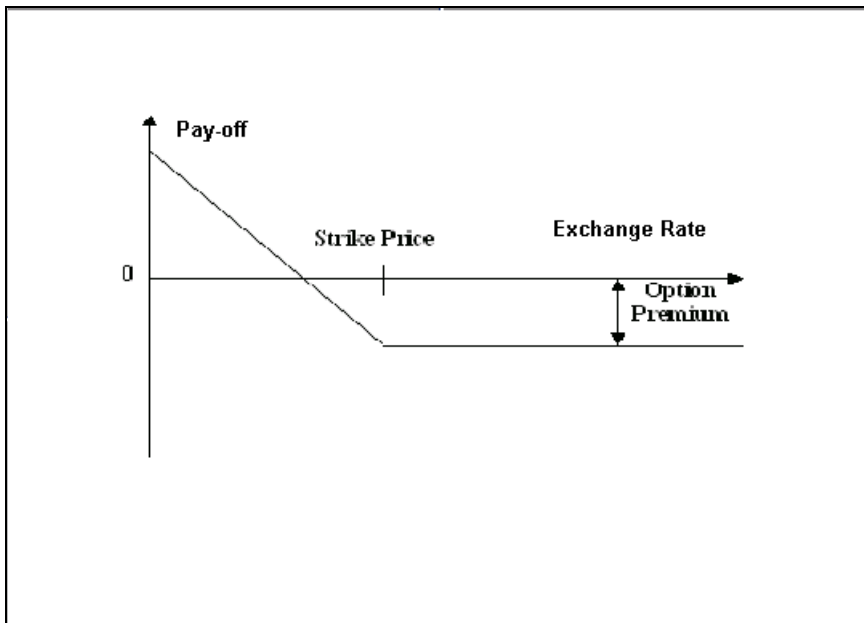 Pay-off
Strike Price
Exchange Rate
0
Option
Premium